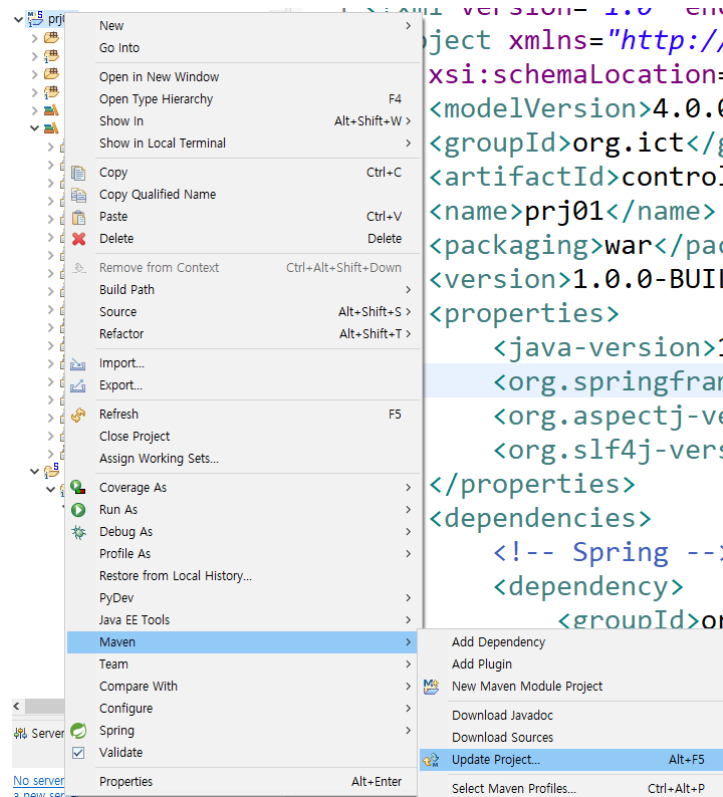 prj0
New
Go Into
Open in New Window
Open Type Hierarchy F4
Show In Alt+Shift+W >
Show in Local Terminal
Copy Ctrl+C
Copy Qualified Name
Paste Ctrl+V
Delete Delete
Remove from Context Ctrl+Alt+Shift+Down
Build Path
Source Alt+Shift+S >
Refactor Alt+Shift+T >
Import...
Export...
Refresh F5
Close Project
Assign Working Sets...
Coverage As
Run As
Debug As
Profile As
Restore from Local History...
PyDev
Java EE Tools
Maven
Team
Compare With
Configure
Spring
Validate
Properties Alt+Enter
Add Dependency
Add Plugin
New Maven Module Project
Download Javadoc
Download Sources
Update Project... Alt+F5
Select Maven Profiles... Ctrl+Alt+P
<?xml version="1.0" en
ject xmlns="http://
xsi:schemaLocation=
<modelVersion>4.0.0
<groupId>org.ict</g
<artifactId>control
<name>prj01</name>
<packaging>war</pac
<version>1.0.0-BUIL
<properties>
<java-version>1
<org.springfram
<org.aspectj-ve
<org.slf4j-vers
</properties>
<dependencies>
<!-- Spring --
<dependency>
<groupId>or
Server
No server
a new ser